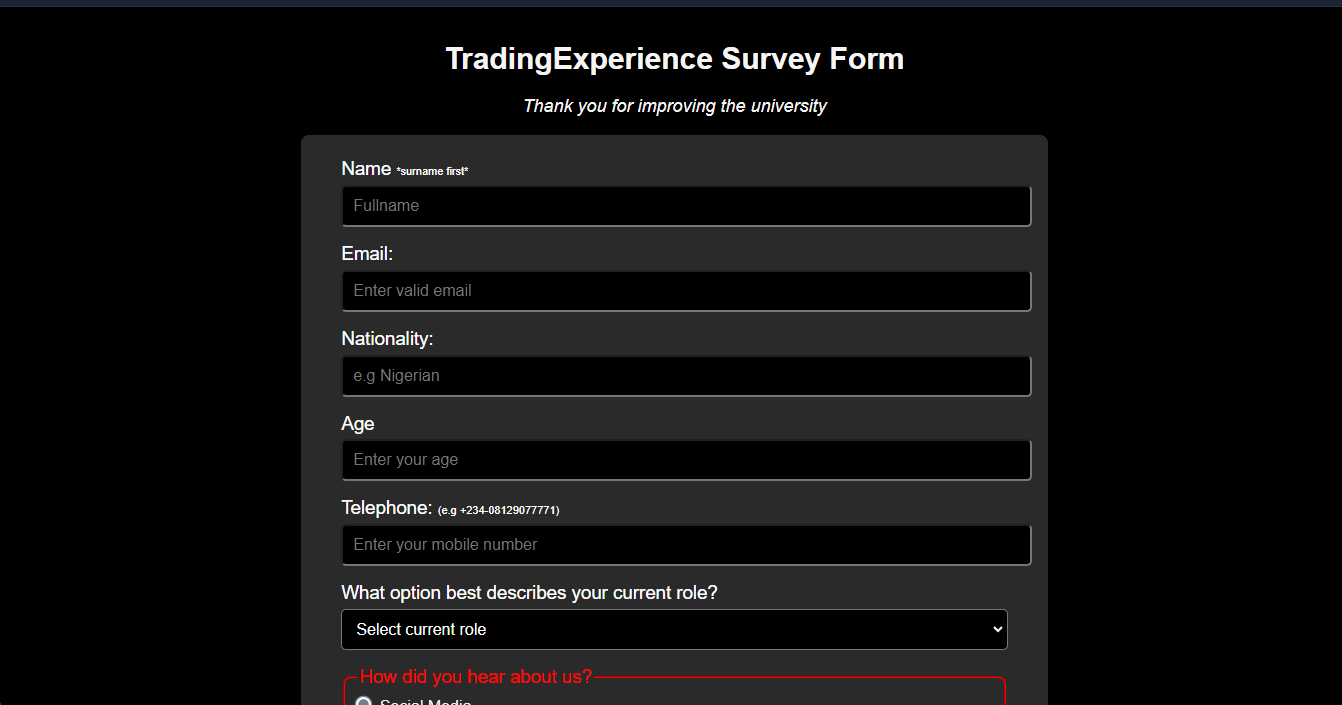 TradingExperience Survey Form
Thank you for improving the university
Name *surname first*
Fullname
Email:
Enter valid email
Nationality:
e.g Nigerian
Age
Enter your age
Telephone: (e.g +234-08129077771)
Enter your mobile number
What option best describes your current role?
Select current role
How did you hear about us?
Social Media